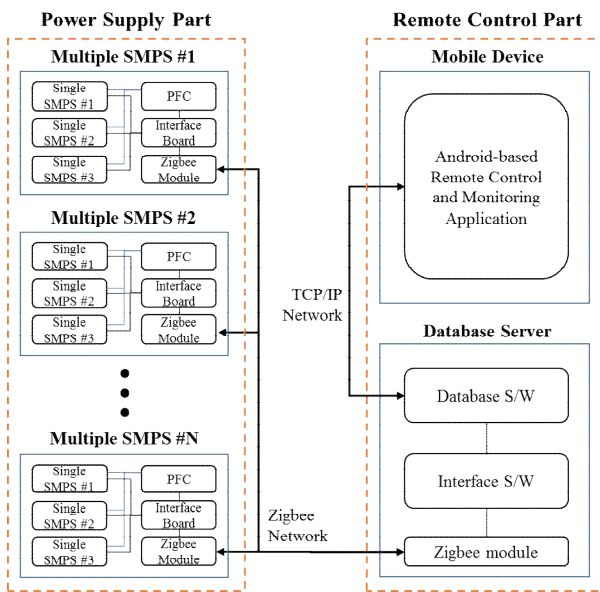 Power Supply Part
Multiple SMPS #1
Single
SMPS #1
Single
SMPS #2
Single
SMPS #3
PFC
Interface
Board
Zigbee
Module
Multiple SMPS #2
Single
SMPS #1
Single
SMPS #2
Single
SMPS #3
PFC
Interface
Board
Zigbee
Module
Multiple SMPS #N
Single
SMPS #1
Single
SMPS #2
Single
SMPS #3
PFC
Interface
Board
Zigbee
Module
TCP/IP
Network
Zigbee
Network
Remote Control Part
Mobile Device
Android-based
Remote Control
and Monitoring
Application
Database Server
Database S/W
Interface S/W
Zigbee module